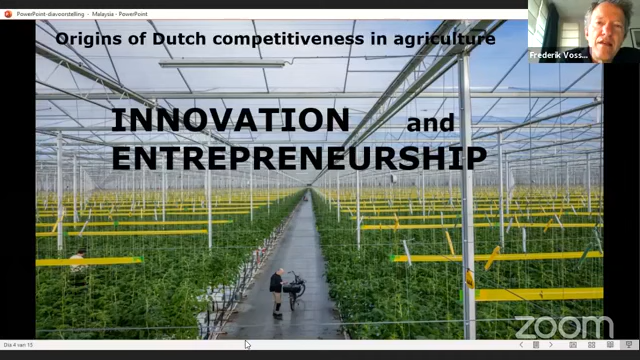 PowerPoint-diavoorstelling - Malaysia - PowerPoint
Origins of Dutch competitiveness in agriculture
Frederik Voss...
INNOVATION and
ENTREPRENEURSHIP
zoom
Dia 4 van 15